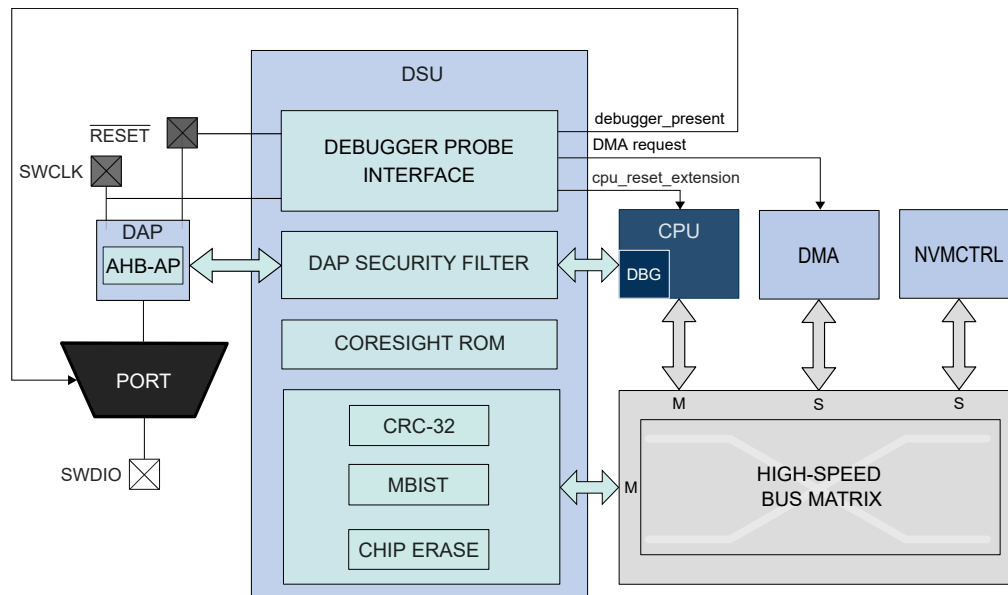 DSU
debugger_present
RESET
DEBUGGER PROBE
INTERFACE
DMA request
SWCLK
cpu_reset_extension
DAP
AHB-AP
DAP SECURITY FILTER
CPU
DBG
DMA
NVMCTRL
CORESIGHT ROM
PORT
M
S
S
CRC-32
SWDIO
MBIST
M
HIGH-SPEED
BUS MATRIX
CHIP ERASE